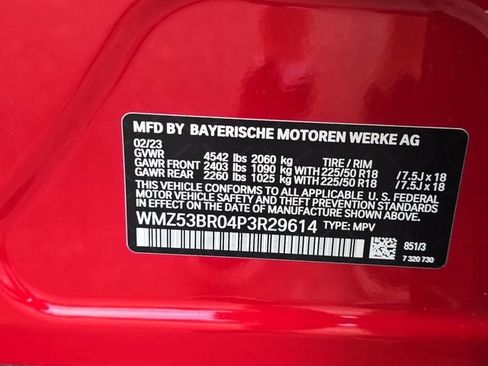 MFD BY BAYERISCHE MOTOREN WERKE AG
02/23
GVWR 4542 lbs 2060 kg TIRE / RIM
GAWR FRONT 2403 lbs 1090 kg WITH 225/50 R18 /7.5J x 18
GAWR REAR 2260 lbs 1025 kg WITH 225/50 R18 /7.5J x 18
THIS VEHICLE CONFORMS TO ALL APPLICABLE U.S. FEDERAL
MOTOR VEHICLE SAFETY AND THEFT PREVENTION STANDARDS
IN EFFECT ON THE DATE OF MANUFACTURE SHOWN ABOVE.
WMZ53BR04P3R29614 TYPE: MPV
851/3
7 320 730